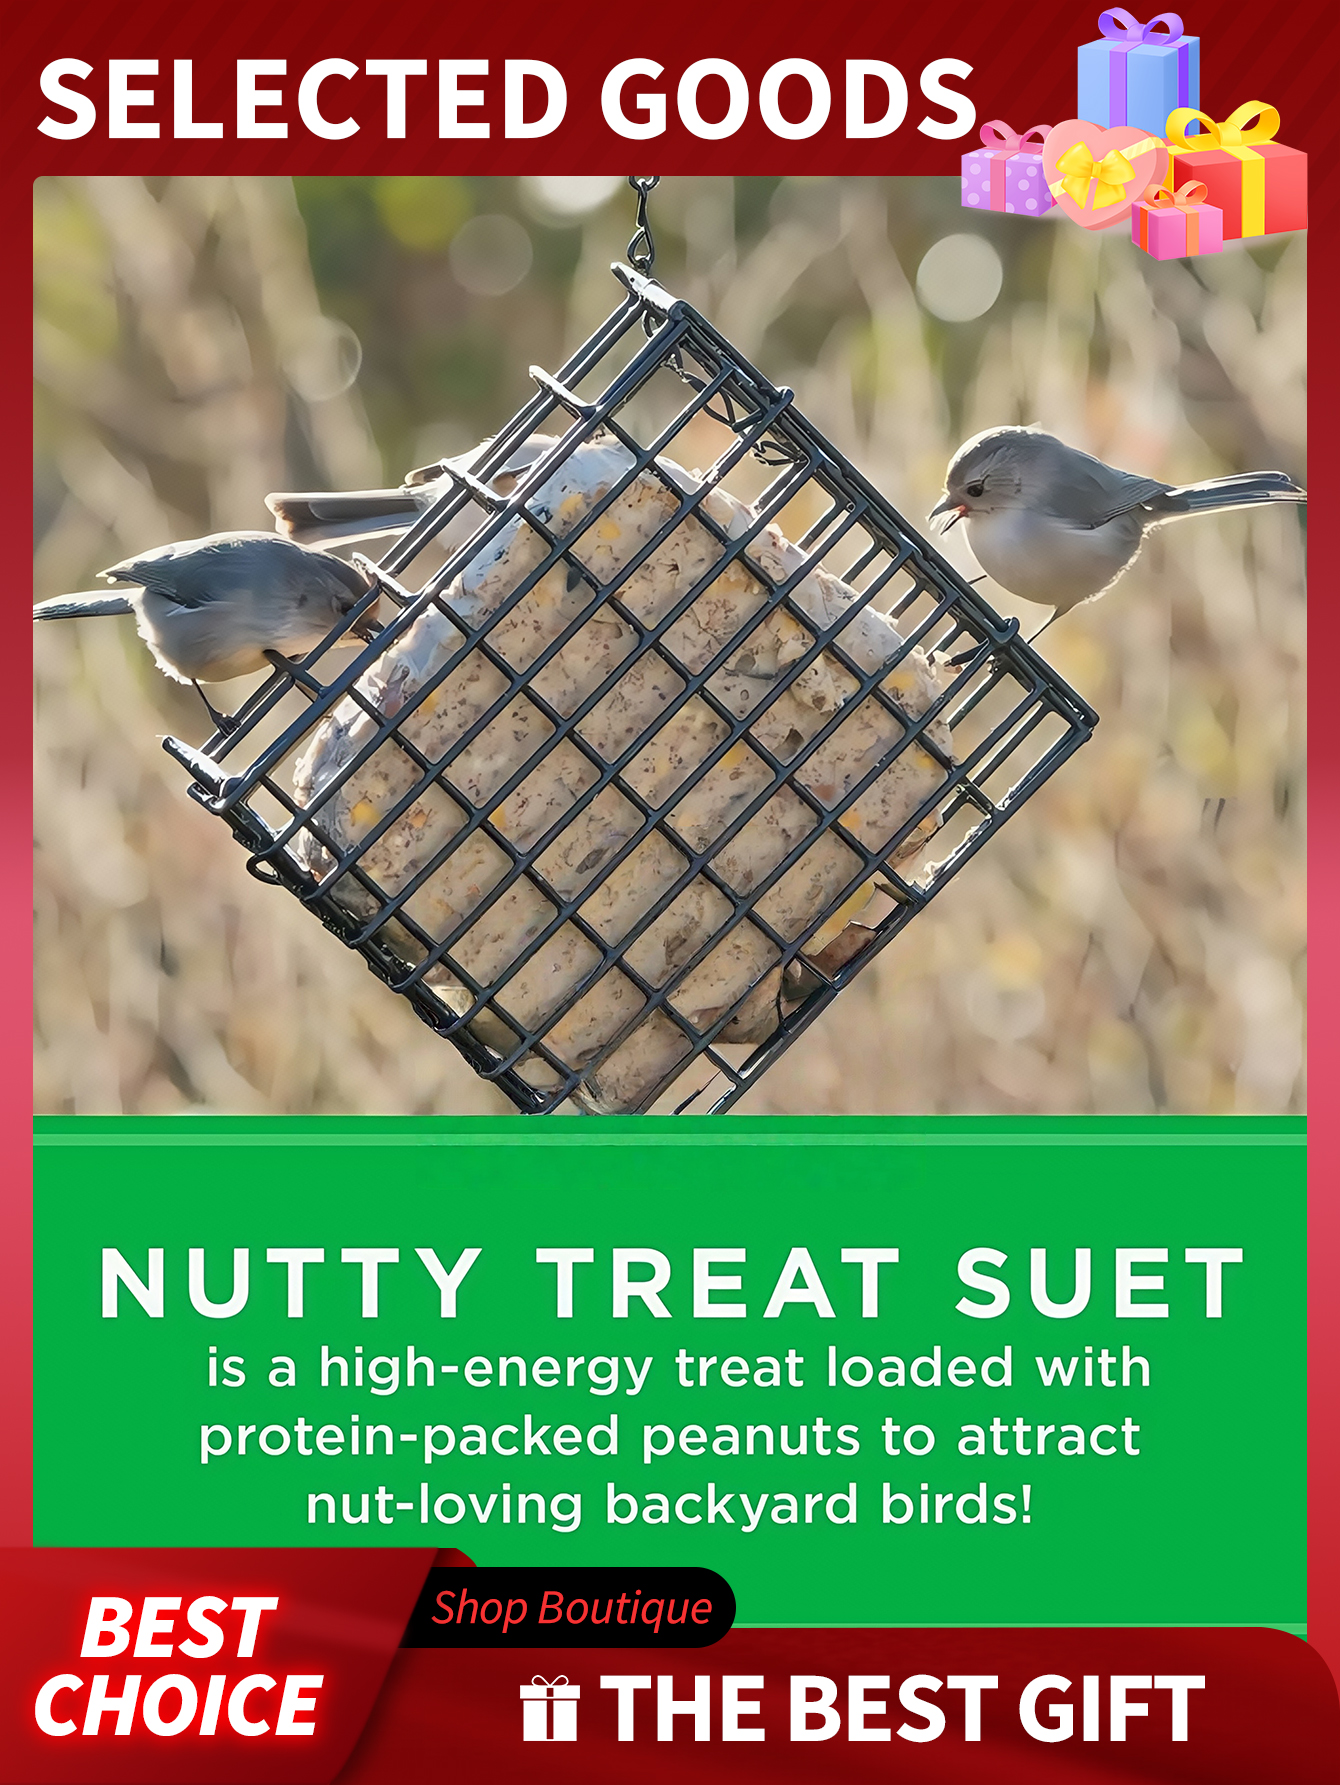 SELECTED GOODS
NUTTY TREAT SUET
is a high-energy treat loaded with
protein-packed peanuts to attract
nut-loving backyard birds!
BEST
CHOICE
Shop Boutique
THE BEST GIFT